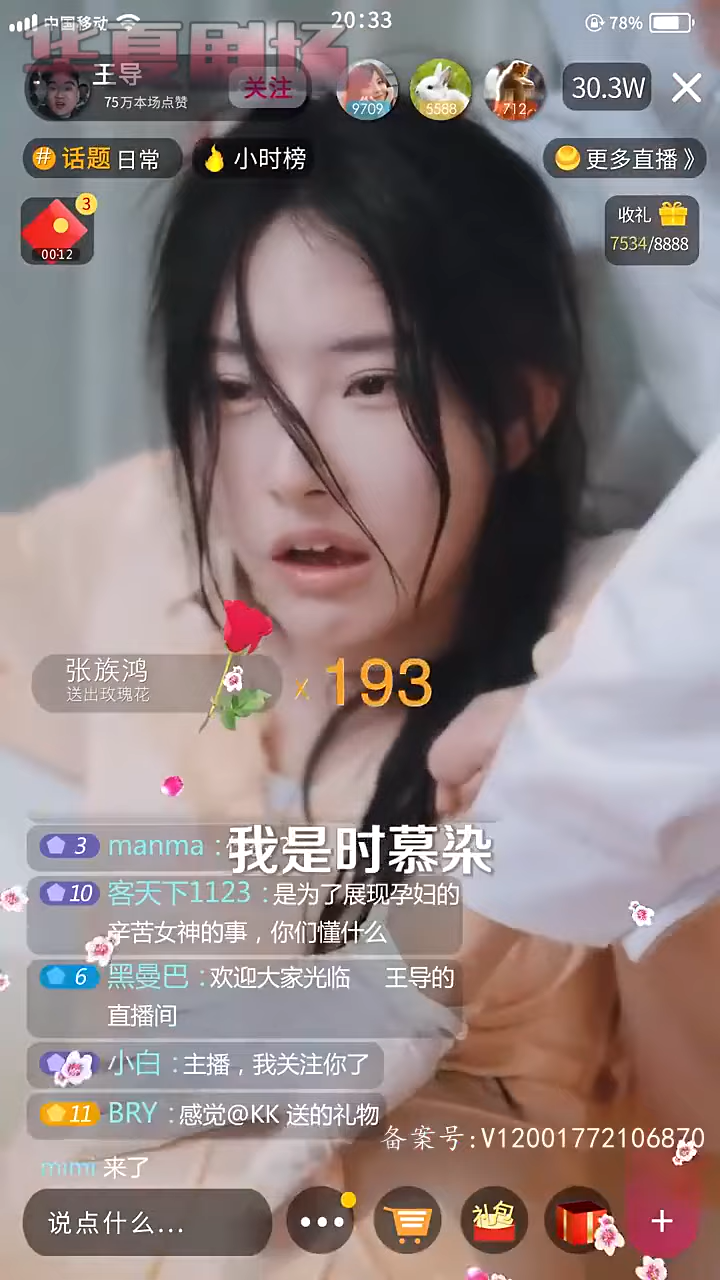 中国移动
20:33
78%
华夏剧场
王导
75万本场点赞
关注
9709
5588
712
30.3W
话题 日常
小时榜
更多直播》
3
0012
收礼
7534/8888
张族鸿
送出玫瑰花
x 193
3 manma :
我是时慕染
10 客天下1123 : 是为了展现孕妇的
辛苦女神的事，你们懂什么
6 黑曼巴 : 欢迎大家光临 王导的
直播间
小白 : 主播，我关注你了
11 BRY : 感觉@KK 送的礼物
备案号:V12001772106870
mimi 来了
说点什么...
礼包